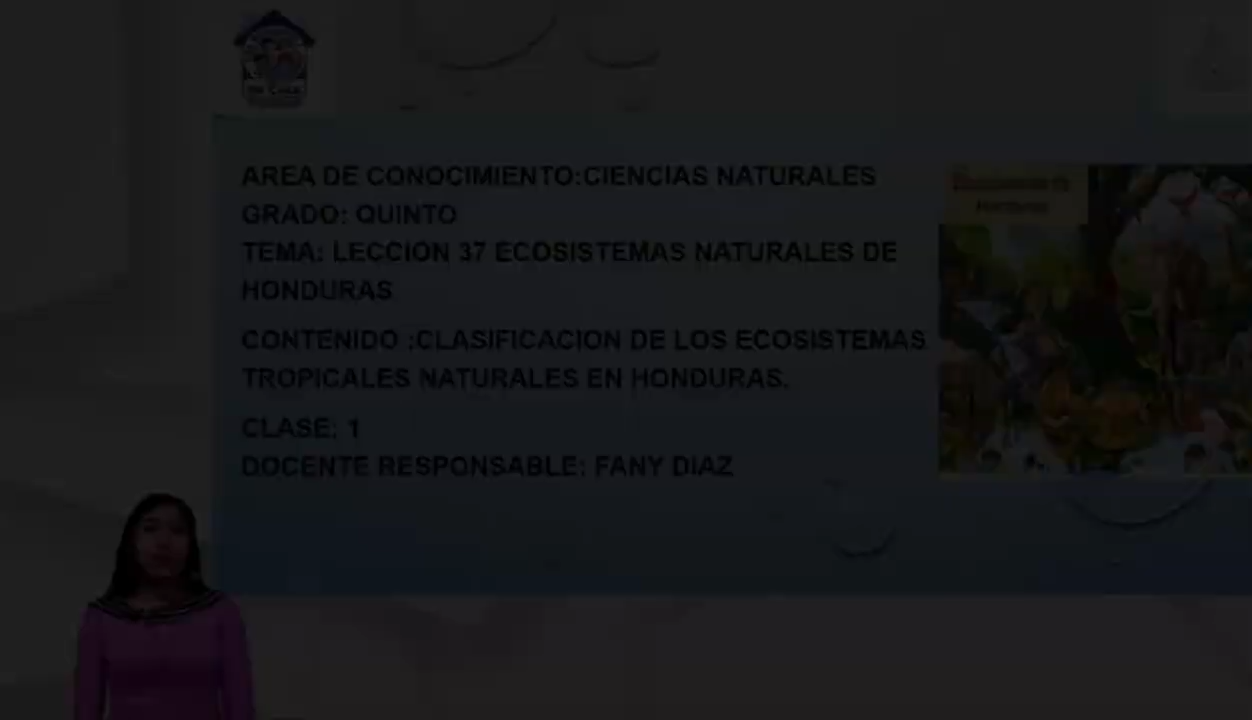 AREA DE CONOCIMIENTO:CIENCIAS NATURALES
GRADO: QUINTO
TEMA: LECCION 37 ECOSISTEMAS NATURALES DE
HONDURAS
CONTENIDO :CLASIFICACION DE LOS ECOSISTEMAS
TROPICALES NATURALES EN HONDURAS.
CLASE: 1
DOCENTE RESPONSABLE: FANY DIAZ